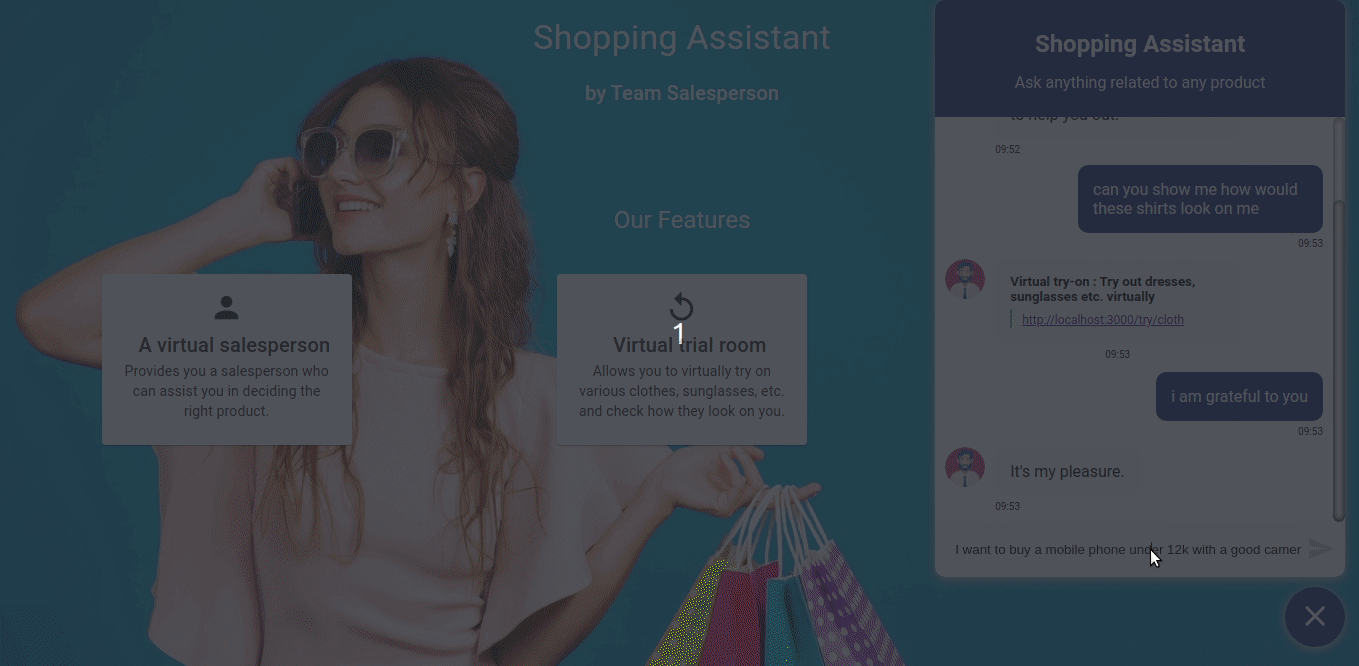 Shopping Assistant
by Team Salesperson
Our Features
A virtual salesperson
Provides you a salesperson who
can assist you in deciding the
right product.
1
Virtual trial room
Allows you to virtually try on
various clothes, sunglasses, etc.
and check how they look on you.
Shopping Assistant
Ask anything related to any product
to help you out.
09:52
can you show me how would
these shirts look on me
09:53
Virtual try-on : Try out dresses,
sunglasses etc. virtually
http://localhost:3000/try/cloth
09:53
i am grateful to you
09:53
It's my pleasure.
09:53
I want to buy a mobile phone under 12k with a good camer